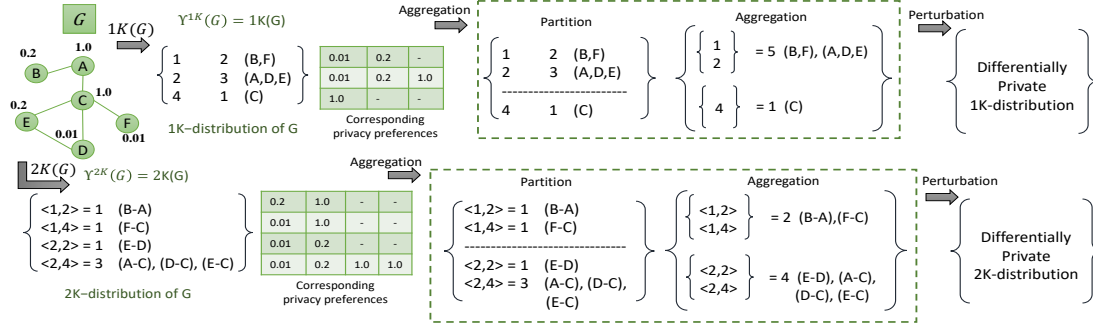 G
1K(G)
ϒ¹ᴷ(G) = 1K(G)
Aggregation
Perturbation
0.2
1.0
B
A
C
1.0
0.2
E
F
0.01
0.01
D
1 2 (B,F)
2 3 (A,D,E)
4 1 (C)
1K−distribution of G
0.01 0.2 -
0.01 0.2 1.0
1.0 - -
Corresponding
privacy preferences
Partition
1 2 (B,F)
2 3 (A,D,E)
------------------------------
4 1 (C)
Aggregation
1
2
= 5 (B,F), (A,D,E)
4
= 1 (C)
Differentially
Private
1K-distribution
2K(G)
ϒ²ᴷ(G) = 2K(G)
Aggregation
Perturbation
<1,2> = 1 (B-A)
<1,4> = 1 (F-C)
<2,2> = 1 (E-D)
<2,4> = 3 (A-C), (D-C), (E-C)
2K−distribution of G
0.2 1.0 - -
0.01 1.0 - -
0.01 0.2 - -
0.01 0.2 1.0 1.0
Corresponding
privacy preferences
Partition
<1,2> = 1 (B-A)
<1,4> = 1 (F-C)
------------------------------
<2,2> = 1 (E-D)
<2,4> = 3 (A-C), (D-C),
(E-C)
Aggregation
<1,2>
<1,4>
= 2 (B-A),(F-C)
<2,2>
<2,4>
= 4 (E-D), (A-C),
(D-C), (E-C)
Differentially
Private
2K-distribution